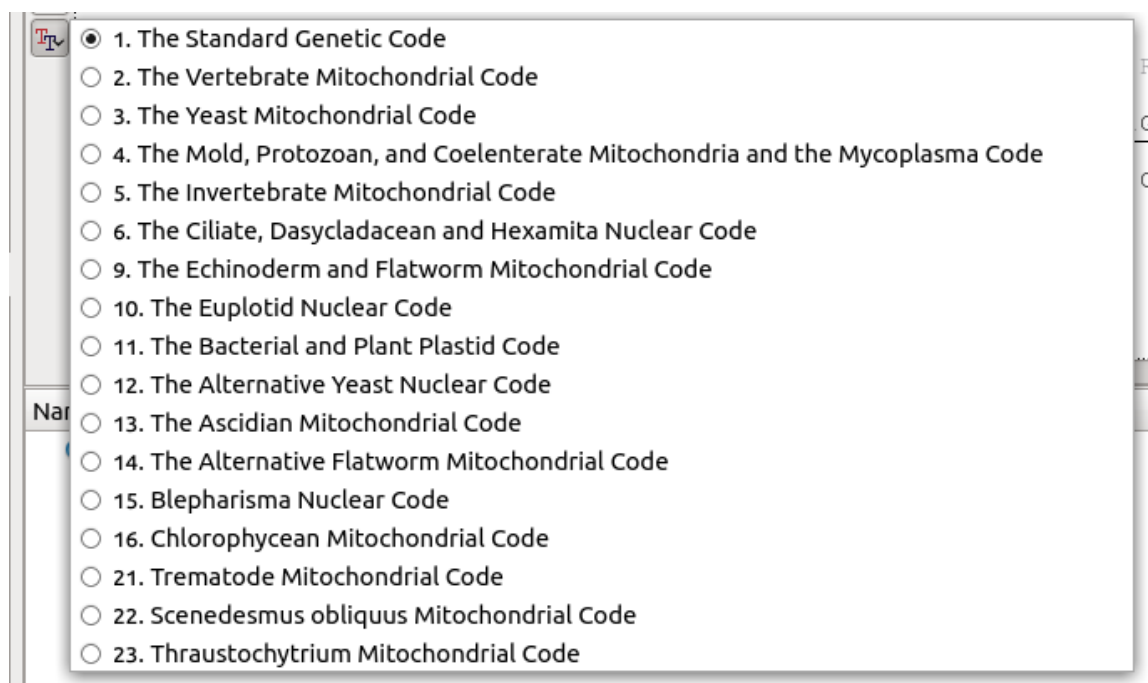 TT
1. The Standard Genetic Code
2. The Vertebrate Mitochondrial Code
3. The Yeast Mitochondrial Code
4. The Mold, Protozoan, and Coelenterate Mitochondria and the Mycoplasma Code
5. The Invertebrate Mitochondrial Code
6. The Ciliate, Dasycladacean and Hexamita Nuclear Code
9. The Echinoderm and Flatworm Mitochondrial Code
10. The Euplotid Nuclear Code
11. The Bacterial and Plant Plastid Code
12. The Alternative Yeast Nuclear Code
Nar
13. The Ascidian Mitochondrial Code
14. The Alternative Flatworm Mitochondrial Code
15. Blepharisma Nuclear Code
16. Chlorophycean Mitochondrial Code
21. Trematode Mitochondrial Code
22. Scenedesmus obliquus Mitochondrial Code
23. Thraustochytrium Mitochondrial Code